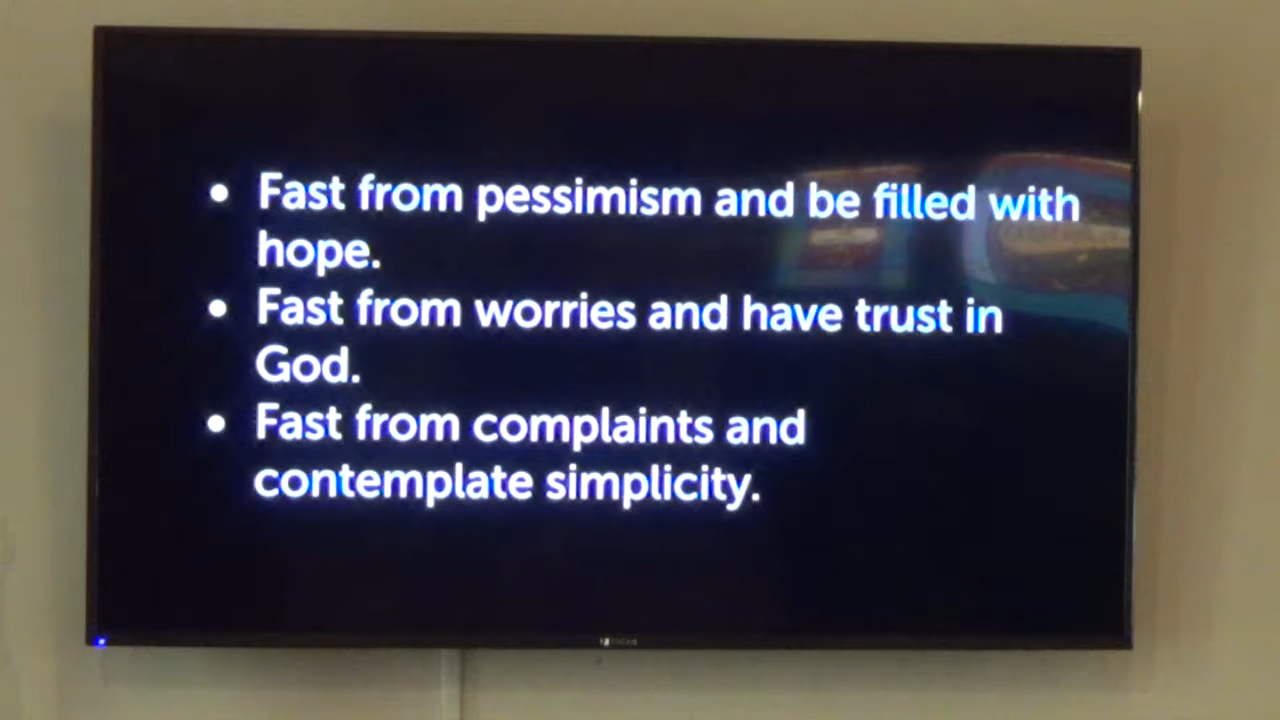 • Fast from pessimism and be filled with
hope.
• Fast from worries and have trust in
God.
• Fast from complaints and
contemplate simplicity.